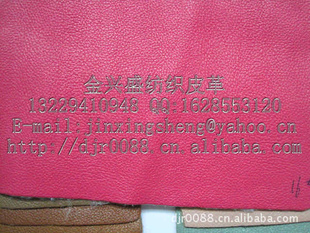 金兴盛纺织皮革
13229410948 QQ:1628553120
E-mail:jinxingsheng@yahoo.cn
http://djr0088.cn.alibaba.com
djr0088.cn.alibaba.com